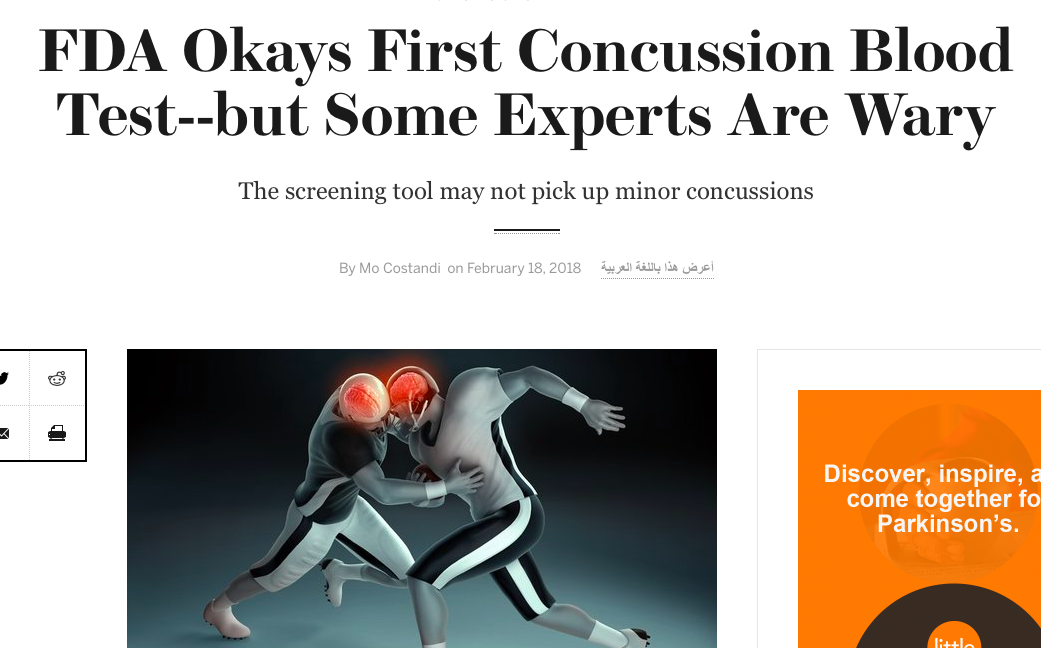 FDA Okays First Concussion Blood
Test--but Some Experts Are Wary
The screening tool may not pick up minor concussions
By Mo Costandi on February 18, 2018 أعرض هذا باللغة العربية
Discover, inspire, a
come together fo
Parkinson's.
little